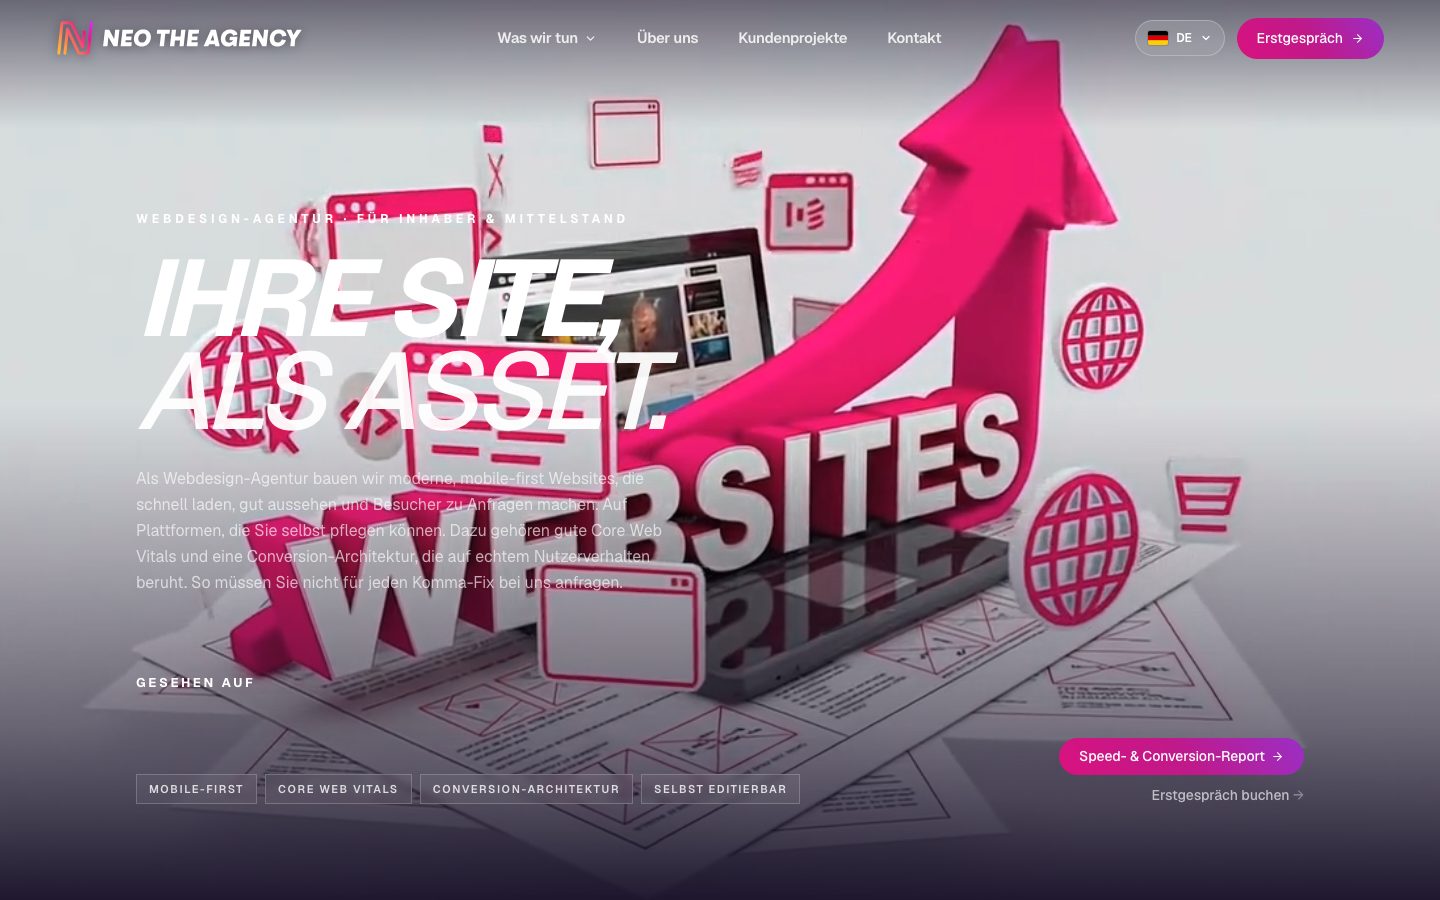 NEO THE AGENCY
Was wir tun
Über uns
Kundenprojekte
Kontakt
DE
Erstgespräch →
WEBDESIGN-AGENTUR · FÜR INHABER & MITTELSTAND
IHRE SITE,
ALS ASSET.
WEBSITES
Als Webdesign-Agentur bauen wir moderne, mobile-first Websites, die
schnell laden, gut aussehen und Besucher zu Anfragen machen. Auf
Plattformen, die Sie selbst pflegen können. Dazu gehören gute Core Web
Vitals und eine Conversion-Architektur, die auf echtem Nutzerverhalten
beruht. So müssen Sie nicht für jeden Komma-Fix bei uns anfragen.
GESEHEN AUF
Speed- & Conversion-Report →
MOBILE-FIRST
CORE WEB VITALS
CONVERSION-ARCHITEKTUR
SELBST EDITIERBAR
Erstgespräch buchen →